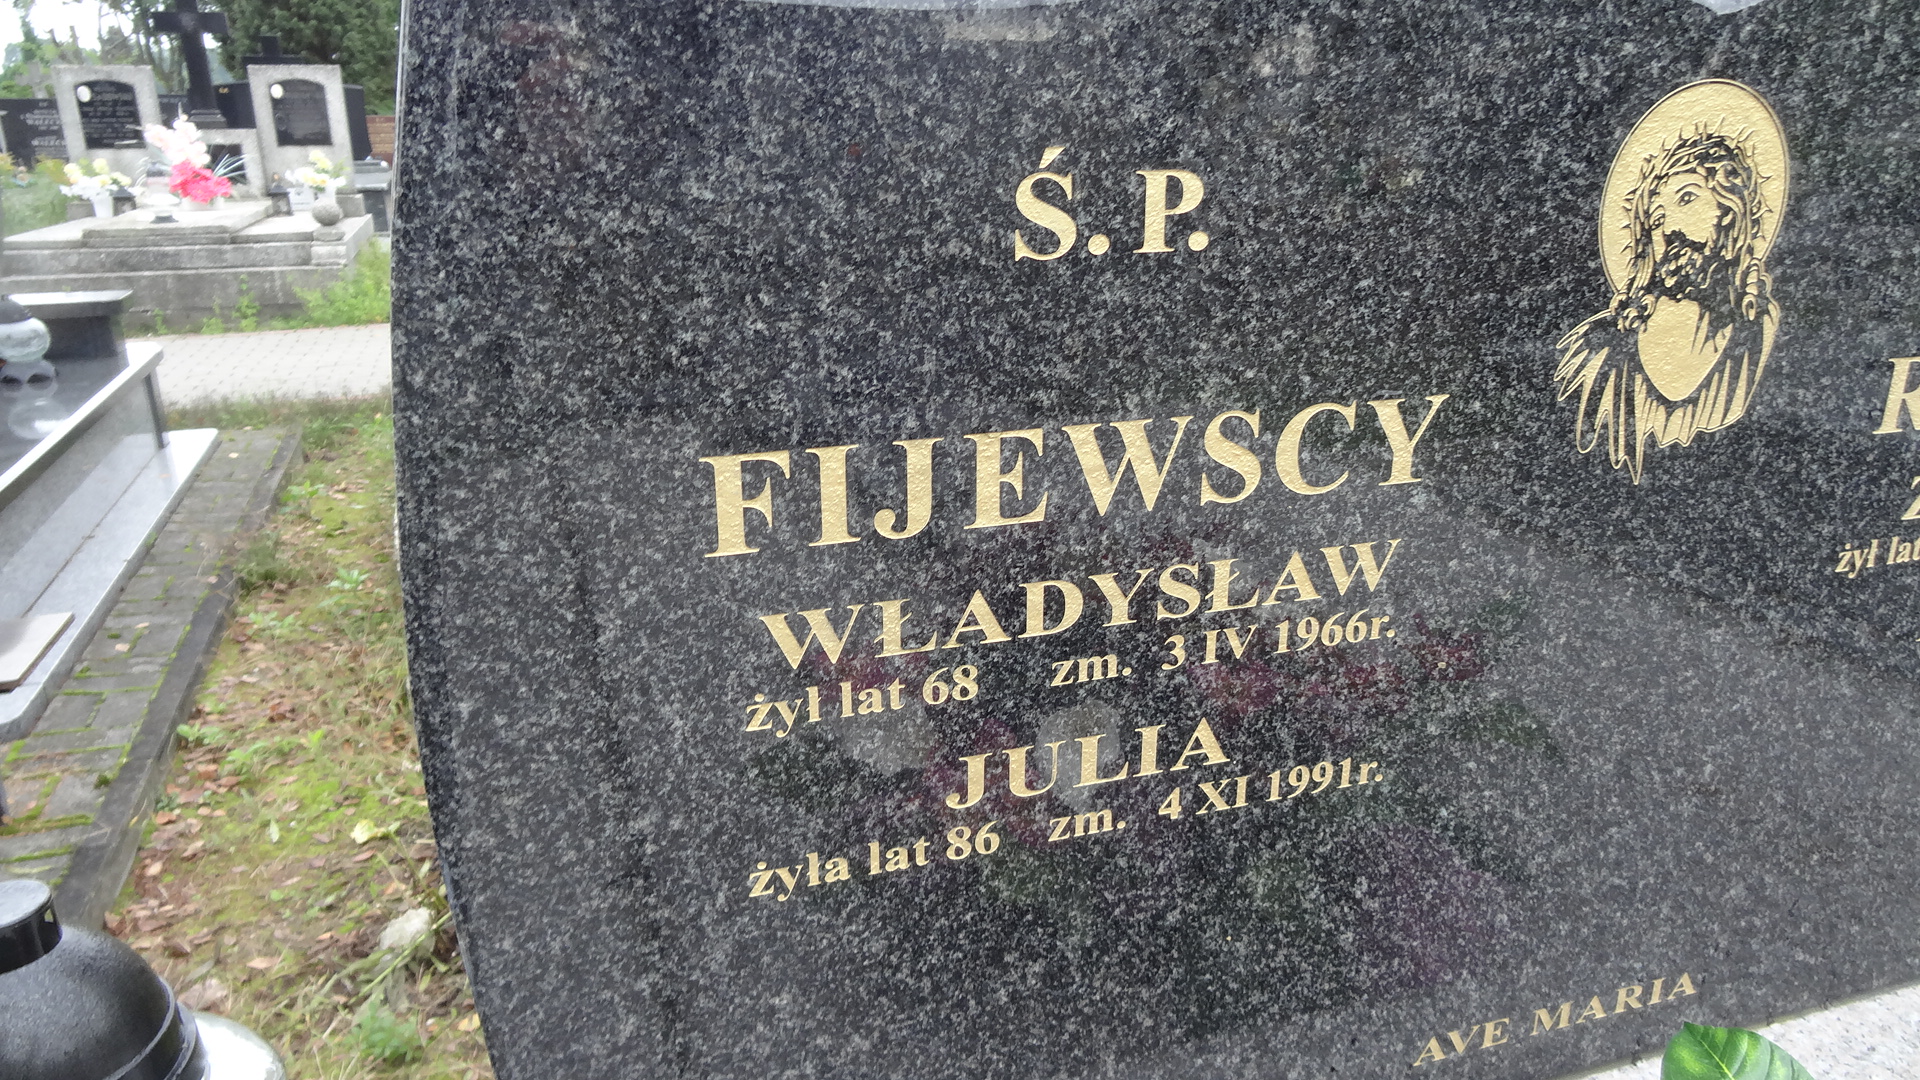 Ś. P.
FIJEWSCY
WŁADYSŁAW
żył lat 68 zm. 3 IV 1966r.
JULIA
żyła lat 86 zm. 4 XI 1991r.
AVE MARIA
żył